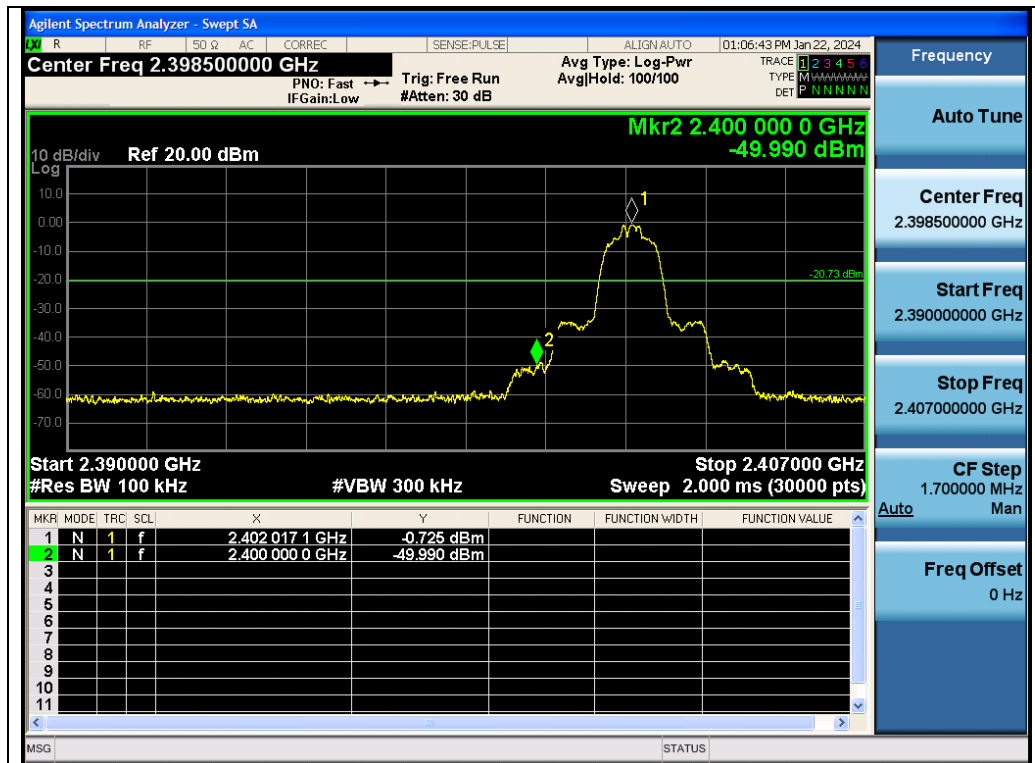 Agilent Spectrum Analyzer - Swept SA
LXI R RF 50 Ω AC CORREC SENSE:PULSE ALIGN AUTO 01:06:43 PM Jan 22, 2024
Center Freq 2.398500000 GHz
PNO: Fast
IFGain:Low
Trig: Free Run
#Atten: 30 dB
Avg Type: Log-Pwr
Avg|Hold: 100/100
TRACE 1 2 3 4 5 6
TYPE M
DET P N N N N N
Mkr2 2.400 000 0 GHz
-49.990 dBm
10 dB/div Ref 20.00 dBm
Log
10.0
0.00
-10.0
-20.0
-30.0
-40.0
-50.0
-60.0
-70.0
1
-20.73 dBm
2
Start 2.390000 GHz Stop 2.407000 GHz
#Res BW 100 kHz #VBW 300 kHz Sweep 2.000 ms (30000 pts)
MKR MODE TRC SCL X Y FUNCTION FUNCTION WIDTH FUNCTION VALUE
1 N 1 f 2.402 017 1 GHz -0.725 dBm
2 N 1 f 2.400 000 0 GHz -49.990 dBm
3
4
5
6
7
8
9
10
11
MSG STATUS
Frequency
Auto Tune
Center Freq
2.398500000 GHz
Start Freq
2.390000000 GHz
Stop Freq
2.407000000 GHz
CF Step
1.700000 MHz
Auto Man
Freq Offset
0 Hz